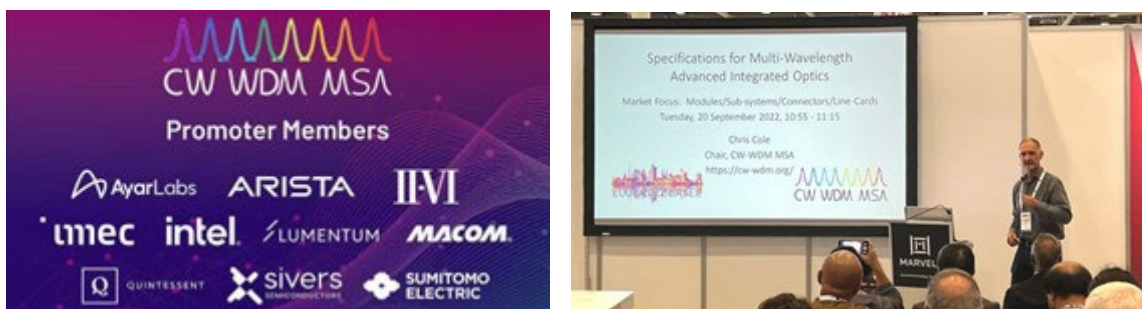 CW WDM MSA
Promoter Members
AyarLabs ARISTA II-VI
imec intel. LUMENTUM MACOM.
Q QUINTESSENT sivers SUMITOMO
SEMICONDUCTORS ELECTRIC
Specifications for Multi-Wavelength
Advanced Integrated Optics
Market Focus: Modules/Sub-systems/Connectors/Line-Cards
Tuesday, 20 September 2022, 10:55 - 11:15
Chris Cole
Chair, CW-WDM MSA
https://cw-wdm.org/
CW WDM MSA
MARVEL